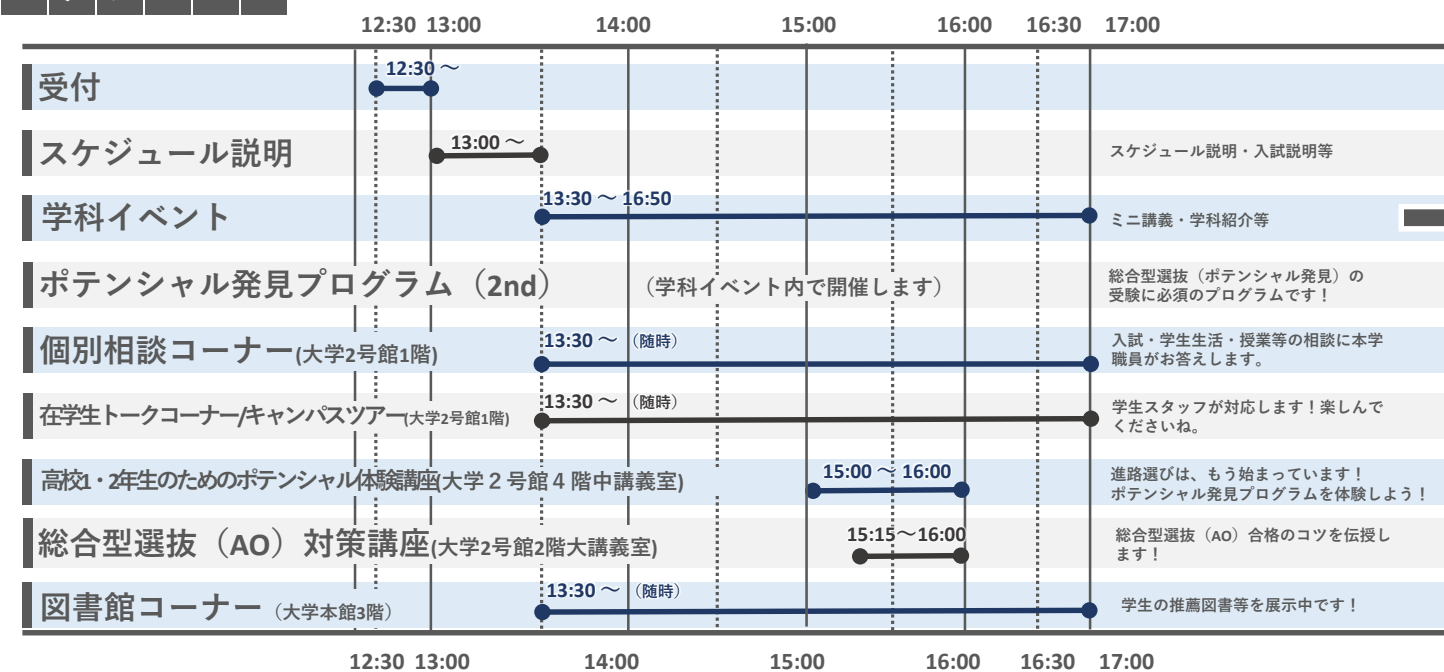 12:30 13:00 14:00 15:00 16:00 16:30 17:00
受付 12:30 ～
スケジュール説明 13:00 ～ スケジュール説明・入試説明等
学科イベント 13:30 ～ 16:50 ミニ講義・学科紹介等
ポテンシャル発見プログラム（2nd） （学科イベント内で開催します） 総合型選抜（ポテンシャル発見）の
受験に必須のプログラムです！
個別相談コーナー(大学2号館1階) 13:30 ～ （随時） 入試・学生生活・授業等の相談に本学
職員がお答えします。
在学生トークコーナー/キャンパスツアー(大学2号館1階) 13:30 ～ （随時） 学生スタッフが対応します！楽しんで
くださいね。
高校1・2年生のためのポテンシャル体験講座(大学２号館４階中講義室) 15:00 ～ 16:00 進路選びは、もう始まっています！
ポテンシャル発見プログラムを体験しよう！
総合型選抜（AO）対策講座(大学2号館2階大講義室) 15:15～16:00 総合型選抜（AO）合格のコツを伝授し
ます！
図書館コーナー（大学本館3階） 13:30 ～ （随時） 学生の推薦図書等を展示中です！
12:30 13:00 14:00 15:00 16:00 16:30 17:00